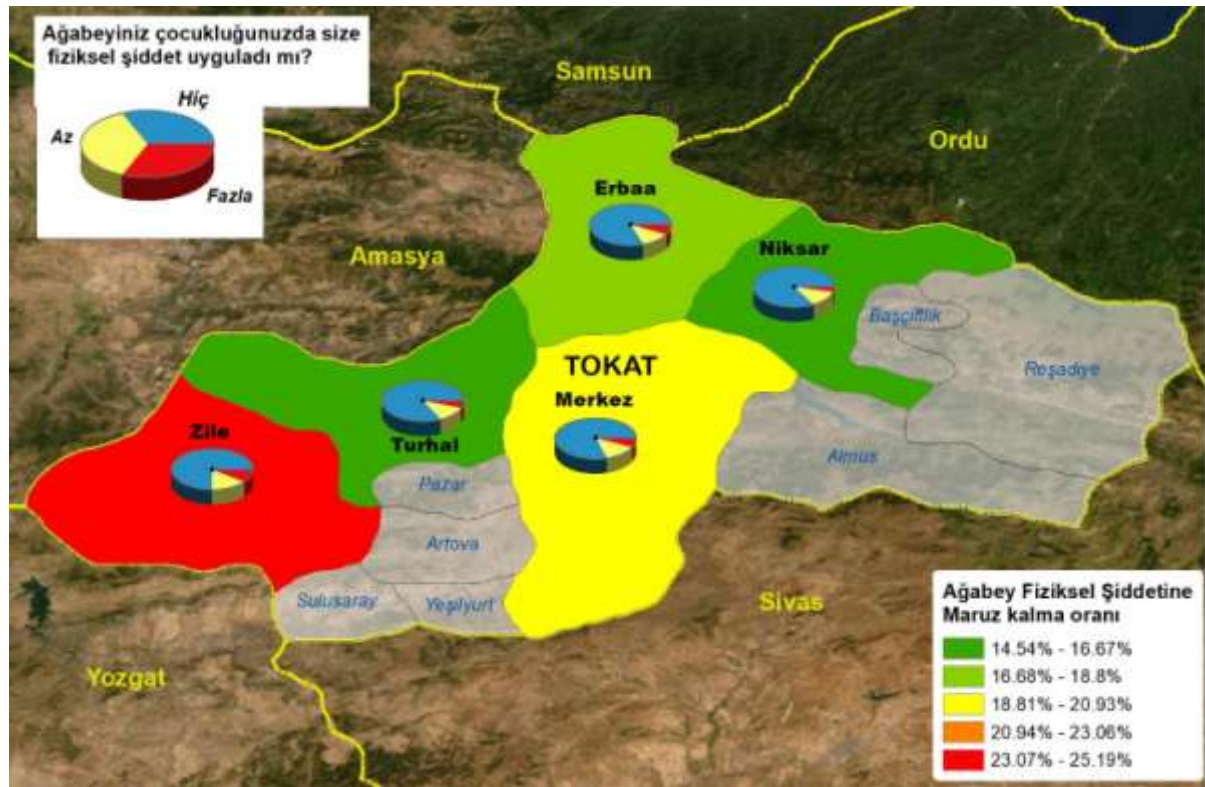 Ağabeyiniz çocukluğunuzda size
fiziksel şiddet uyguladı mı?
Hiç
Az
Fazla
Samsun
Ordu
Erbaa
Niksar
Amasya
Başçiftlik
Reşadiye
TOKAT
Merkez
Zile
Turhal
Almus
Pazar
Artova
Sulusaray
Yeşilyurt
Sivas
Yozgat
Ağabey Fiziksel Şiddetine
Maruz kalma oranı
14.54% - 16.67%
16.68% - 18.8%
18.81% - 20.93%
20.94% - 23.06%
23.07% - 25.19%